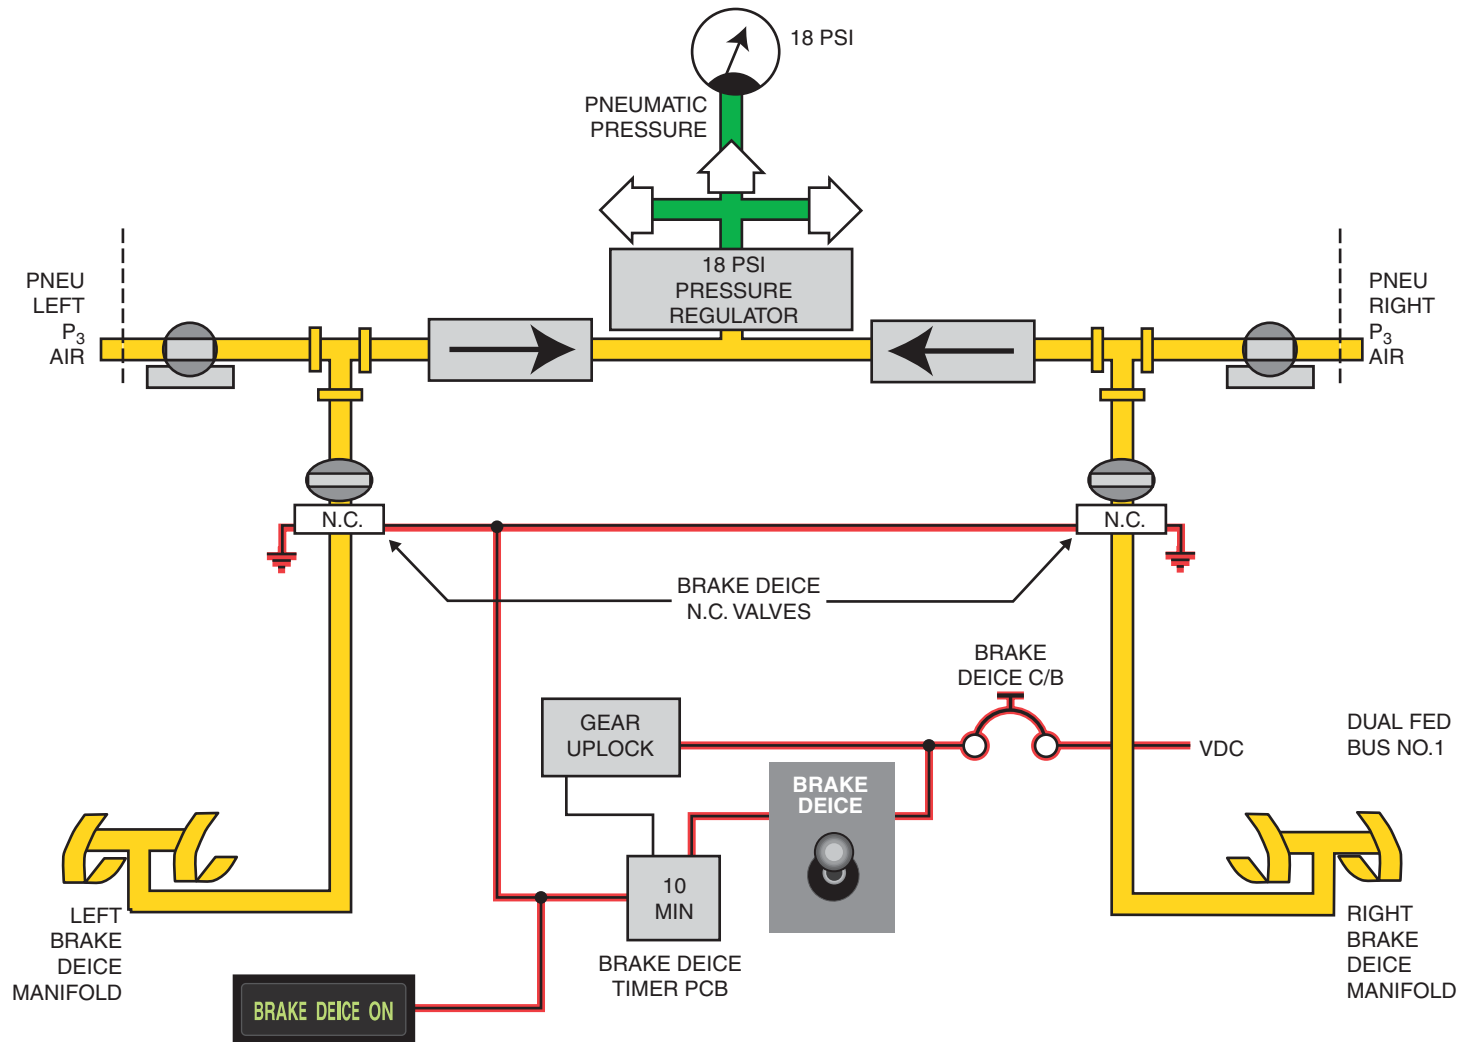 18 PSI
PNEUMATIC
PRESSURE
18 PSI
PRESSURE
REGULATOR
PNEU
LEFT
P3
AIR
PNEU
RIGHT
P3
AIR
N.C.
N.C.
BRAKE DEICE
N.C. VALVES
BRAKE
DEICE C/B
GEAR
UPLOCK
VDC
DUAL FED
BUS NO.1
BRAKE
DEICE
10
MIN
BRAKE DEICE
TIMER PCB
LEFT
BRAKE
DEICE
MANIFOLD
RIGHT
BRAKE
DEICE
MANIFOLD
BRAKE DEICE ON